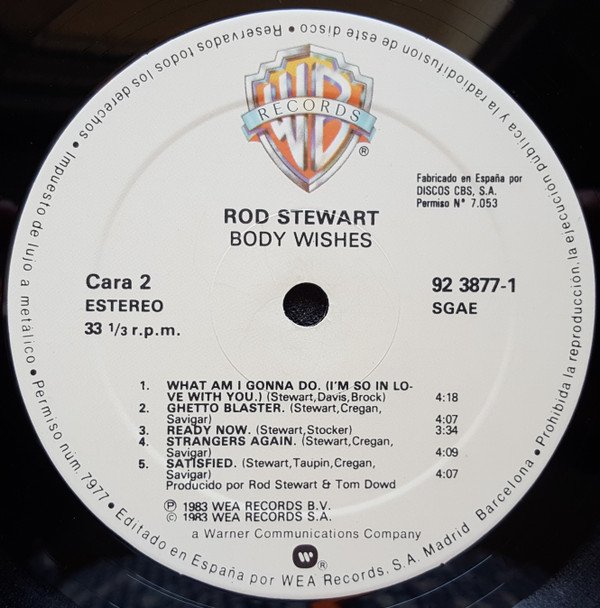 WB
RECORDS
®
Fabricado en España por
DISCOS CBS, S.A.
Permiso N° 7.053
ROD STEWART
BODY WISHES
Cara 2
ESTEREO
33 1/3 r.p.m.
92 3877-1
SGAE
1. WHAT AM I GONNA DO. (I'M SO IN LO-
VE WITH YOU.) (Stewart,Davis,Brock) 4:18
2. GHETTO BLASTER. (Stewart,Cregan,
Savigar) 4:07
3. READY NOW. (Stewart,Stocker) 3:34
4. STRANGERS AGAIN. (Stewart,Cregan,
Savigar) 4:09
5. SATISFIED. (Stewart,Taupin,Cregan,
Savigar) 4:07
Producido por Rod Stewart & Tom Dowd
Ⓟ 1983 WEA RECORDS B.V.
© 1983 WEA RECORDS S.A.
a Warner Communications Company
®
Editado en España por WEA Records, S.A. Madrid Barcelona • Prohibida la reproducción, la ejecución pública y la radiodifusion de este disco • Reservados todos los derechos • Impuesto de lujo a metálico • Permiso núm. 7977 •